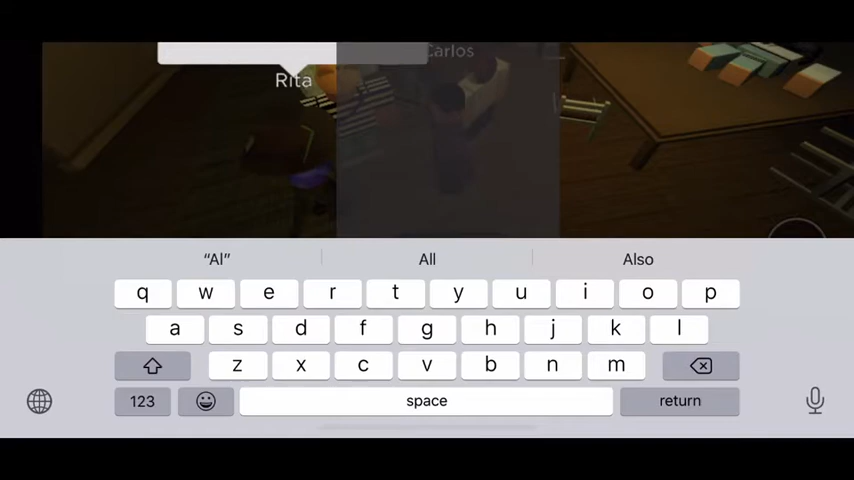 Carlos
Rita
“Al” All Also
q w e r t y u i o p
a s d f g h j k l
z x c v b n m
123 space return